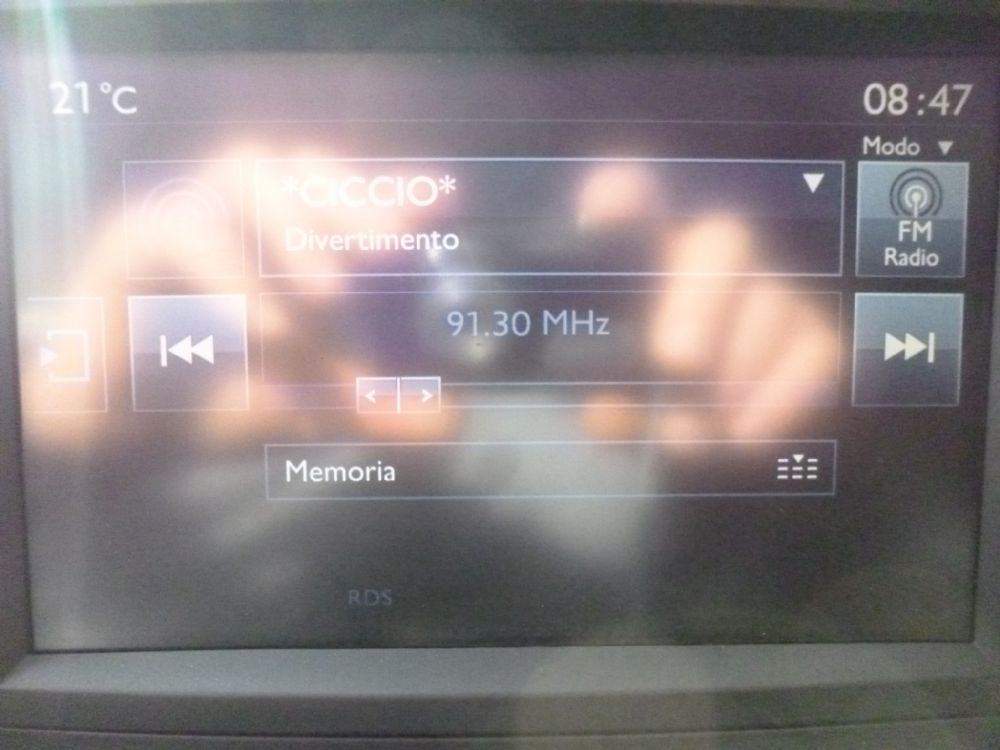 21°C
08:47
Modo
*CICCIO*
Divertimento
FM
Radio
91.30 MHz
< >
Memoria
RDS